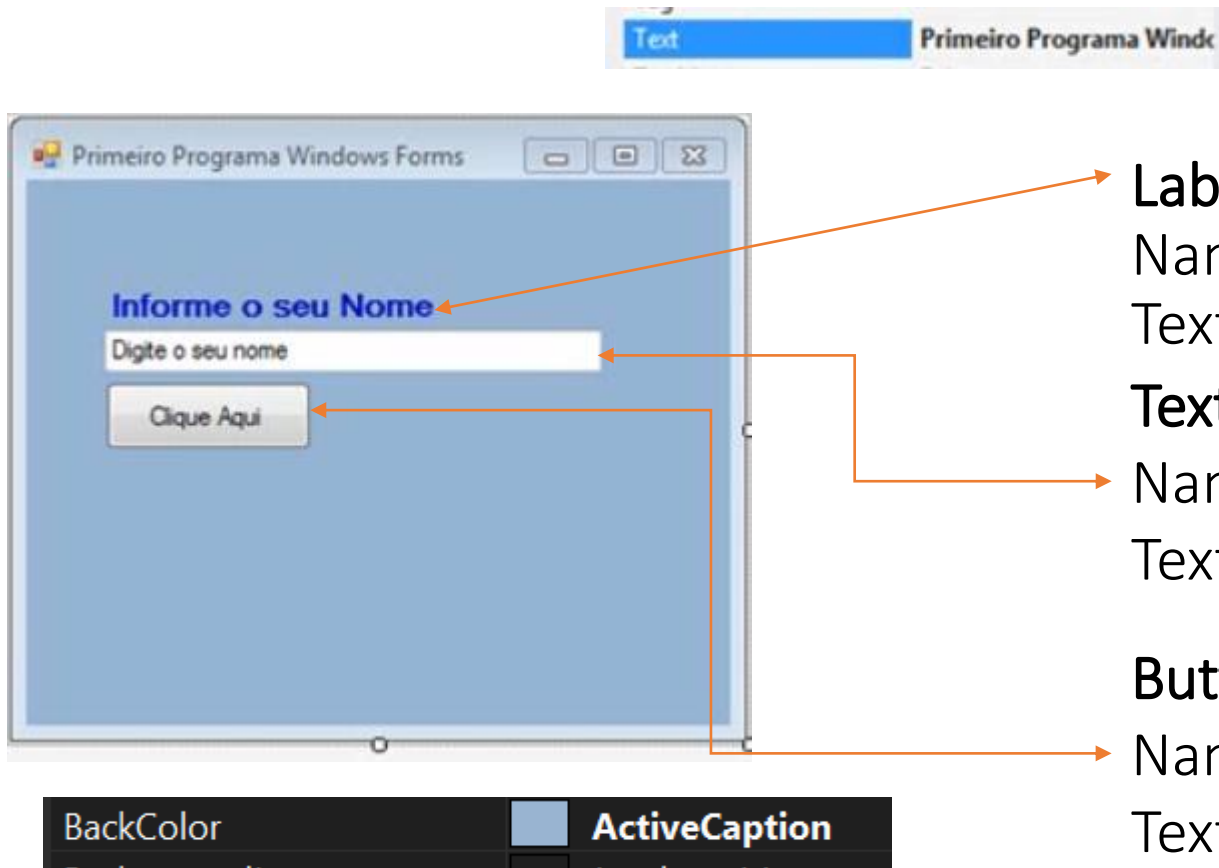 Text Primeiro Programa Windc
Primeiro Programa Windows Forms
Informe o seu Nome
Digite o seu nome
Clique Aqui
Lab
Nar
Text
Text
Nar
Text
But
Nar
Text
BackColor ActiveCaption